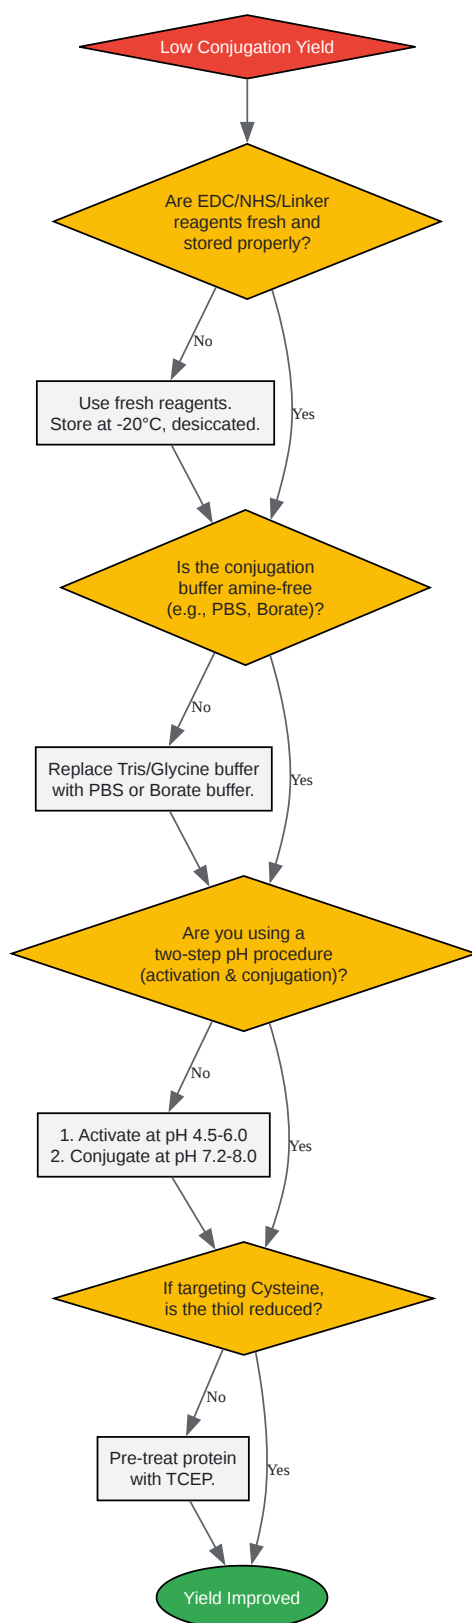 Low Conjugation Yield
Are EDC/NHS/Linker
reagents fresh and
stored properly?
No
Yes
Use fresh reagents.
Store at -20°C, desiccated.
Is the conjugation
buffer amine-free
(e.g., PBS, Borate)?
No
Yes
Replace Tris/Glycine buffer
with PBS or Borate buffer.
Are you using a
two-step pH procedure
(activation & conjugation)?
No
Yes
1. Activate at pH 4.5-6.0
2. Conjugate at pH 7.2-8.0
If targeting Cysteine,
is the thiol reduced?
No
Yes
Pre-treat protein
with TCEP.
Yield Improved